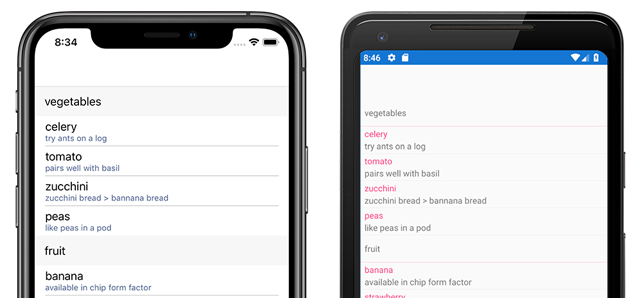 8:34
vegetables
celery
try ants on a log
tomato
pairs well with basil
zucchini
zucchini bread > bannana bread
peas
like peas in a pod
fruit
banana
available in chip form factor
8:46
vegetables
celery
try ants on a log
tomato
pairs well with basil
zucchini
zucchini bread > bannana bread
peas
like peas in a pod
fruit
banana
available in chip form factor
strawberry